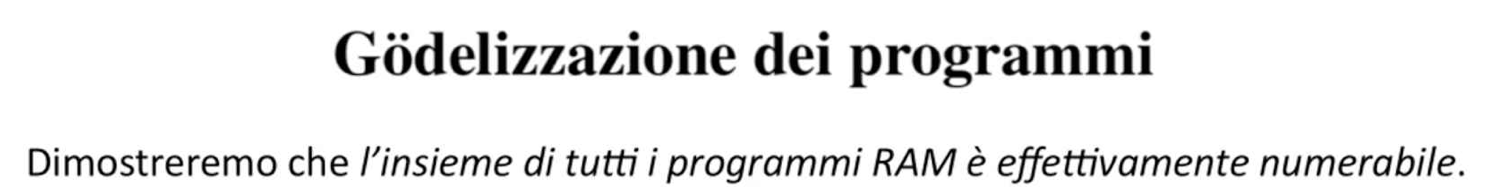 Gödelizzazione dei programmi
Dimostreremo che l’insieme di tutti i programmi RAM è effettivamente numerabile.